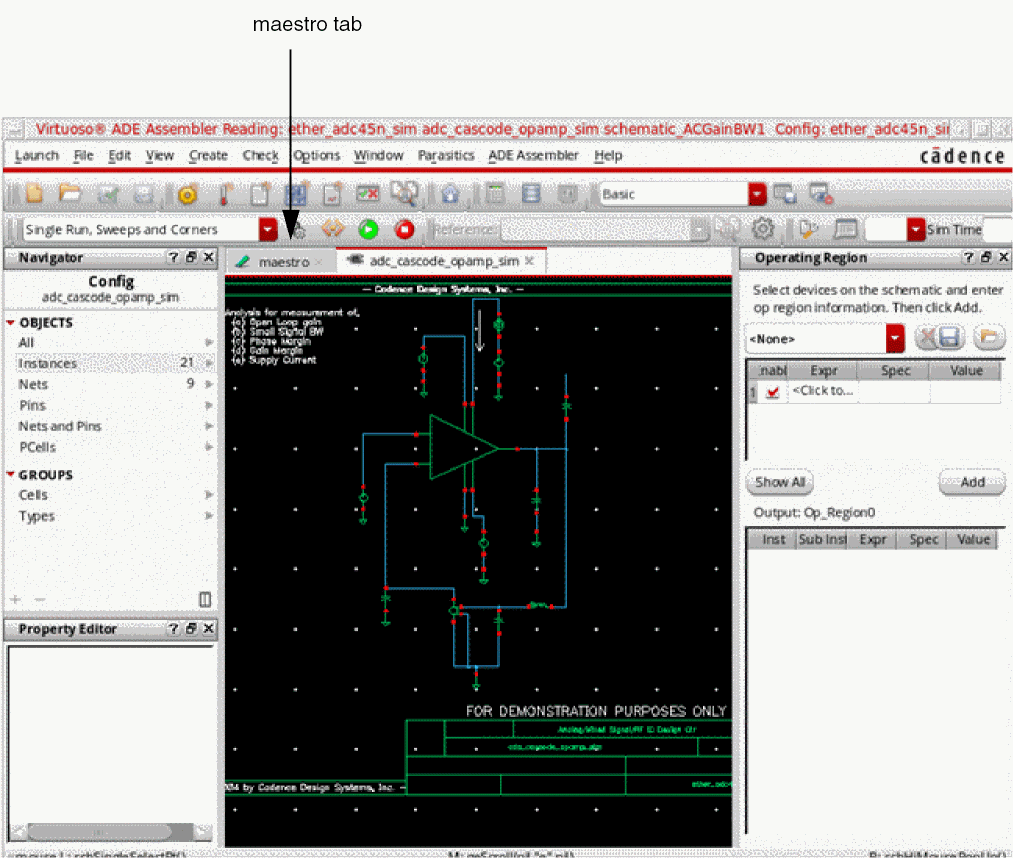 maestro tab
Virtuoso® ADE Assembler Reading: ether_adc45n_sim adc_cascode_opamp_sim schematic_ACGainBW1 Config: ether_adc45n_sin
Launch File Edit View Create Check Options Window Parasitics ADE Assembler Help cādence
Basic
Single Run, Sweeps and Corners Reference: Sim Time
Navigator
maestro adc_cascode_opamp_sim
Operating Region
Config
adc_cascode_opamp_sim
OBJECTS
All
Instances 21
Nets 9
Pins
Nets and Pins
PCells
GROUPS
Cells
Types
Property Editor
— Cadence Design Systems, Inc. —
Analysis for measurement of,
(a) Open Loop gain
(b) Small Signal BW
(c) Phase Margin
(d) Gain Margin
(e) Supply Current
FOR DEMONSTRATION PURPOSES ONLY
Analog/Mixed Signal/RF IC Design Ctr
by Cadence Design Systems, Inc. —
ether_adc4
Select devices on the schematic and enter
op region information. Then click Add.
<None>
nabl Expr Spec Value
1 <Click to...
Show All Add
Output: Op_Region0
Inst Sub Inst Expr Spec Value